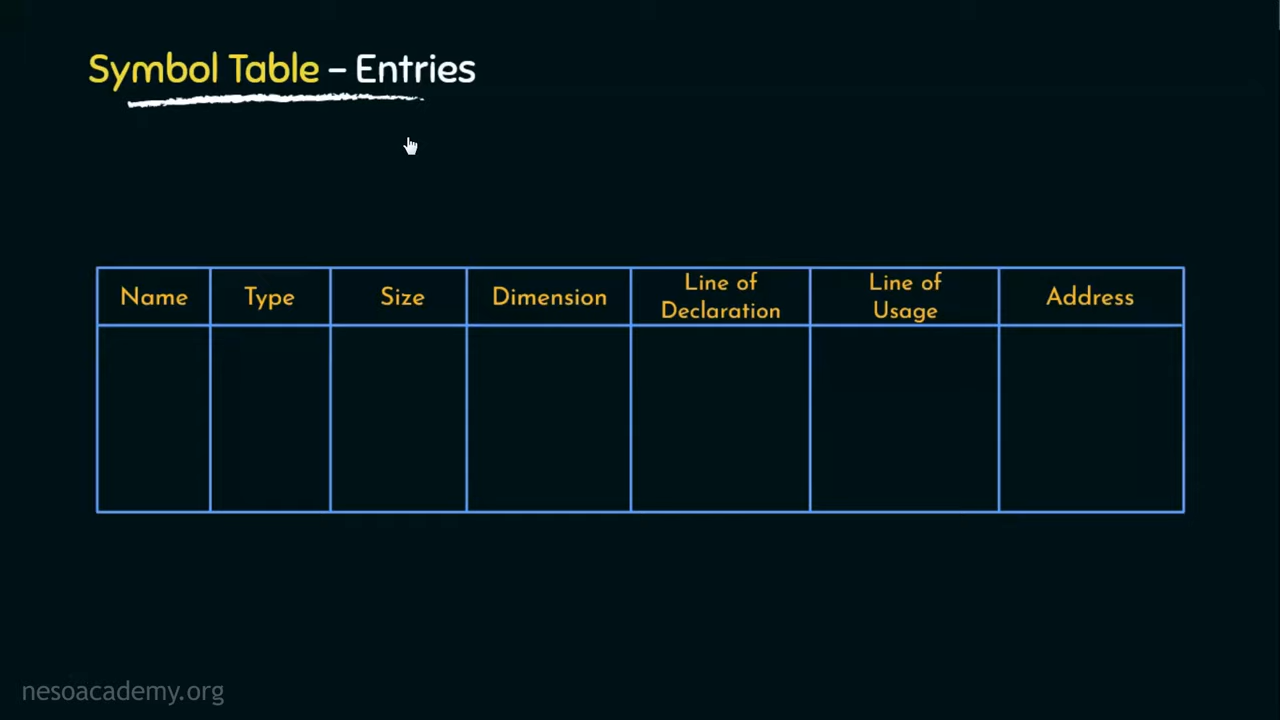 Symbol Table – Entries
Name Type Size Dimension Line of Declaration Line of Usage Address
nesoacademy.org